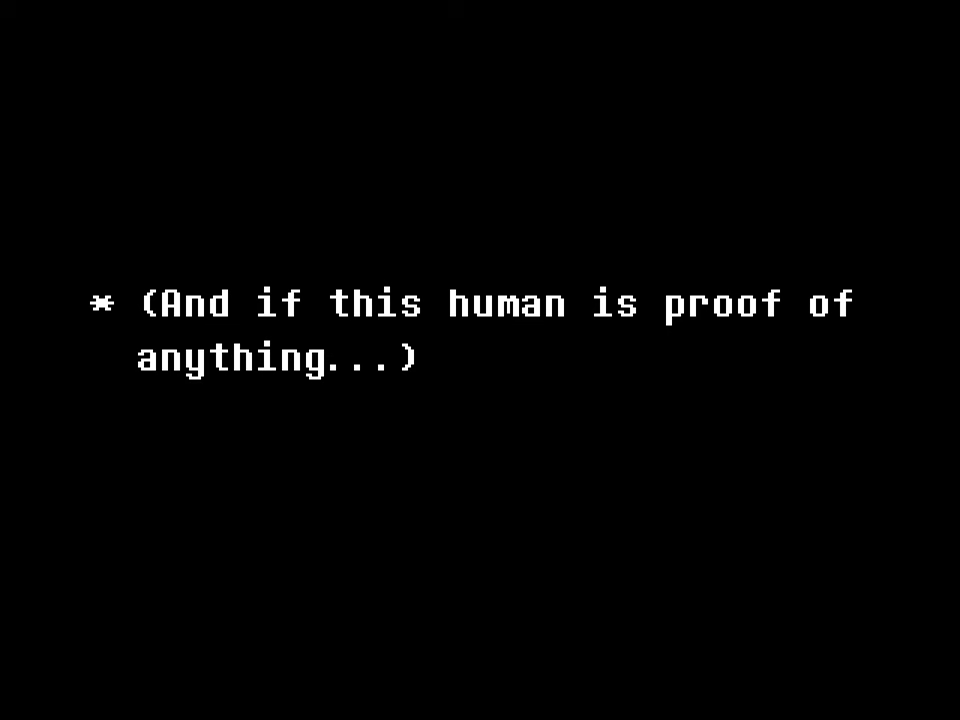 * (And if this human is proof of
anything...)